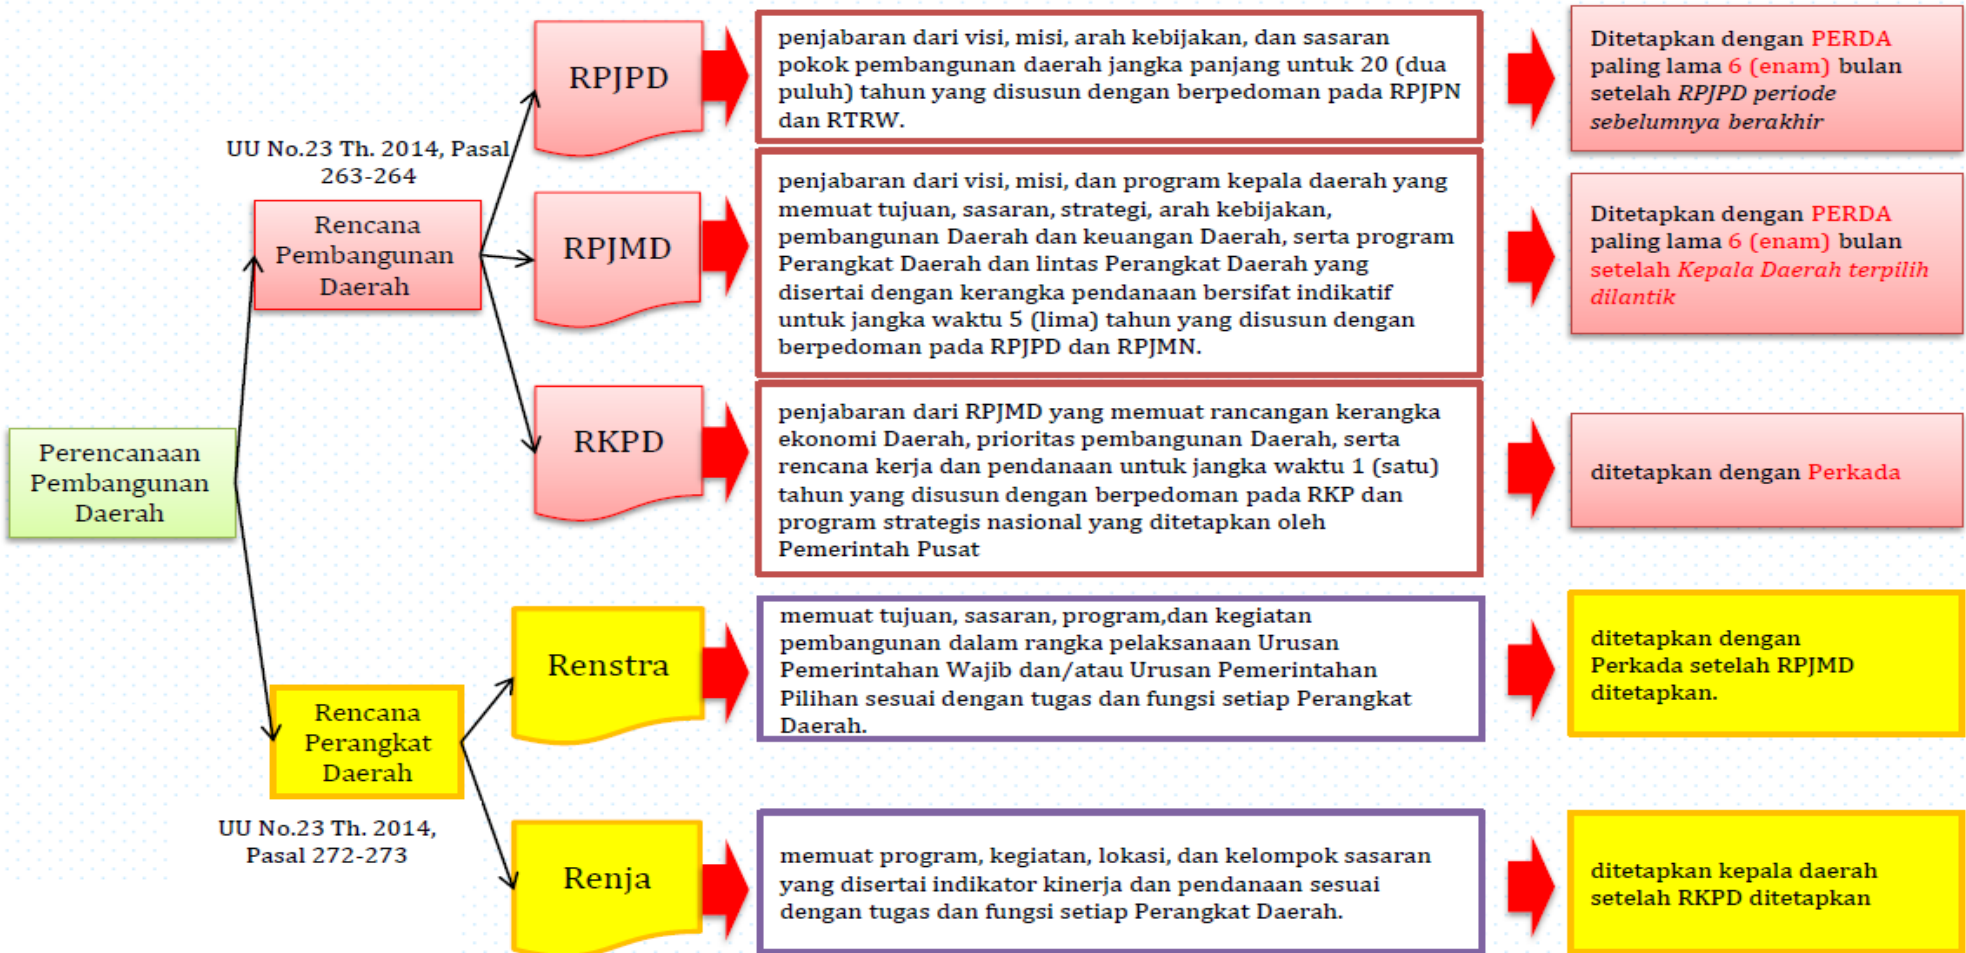 Perencanaan
Pembangunan
Daerah
UU No.23 Th. 2014, Pasal
263-264
Rencana
Pembangunan
Daerah
RPJPD
penjabaran dari visi, misi, arah kebijakan, dan sasaran
pokok pembangunan daerah jangka panjang untuk 20 (dua
puluh) tahun yang disusun dengan berpedoman pada RPJPN
dan RTRW.
Ditetapkan dengan PERDA
paling lama 6 (enam) bulan
setelah RPJPD periode
sebelumnya berakhir
RPJMD
penjabaran dari visi, misi, dan program kepala daerah yang
memuat tujuan, sasaran, strategi, arah kebijakan,
pembangunan Daerah dan keuangan Daerah, serta program
Perangkat Daerah dan lintas Perangkat Daerah yang
disertai dengan kerangka pendanaan bersifat indikatif
untuk jangka waktu 5 (lima) tahun yang disusun dengan
berpedoman pada RPJPD dan RPJMN.
Ditetapkan dengan PERDA
paling lama 6 (enam) bulan
setelah Kepala Daerah terpilih
dilantik
RKPD
penjabaran dari RPJMD yang memuat rancangan kerangka
ekonomi Daerah, prioritas pembangunan Daerah, serta
rencana kerja dan pendanaan untuk jangka waktu 1 (satu)
tahun yang disusun dengan berpedoman pada RKP dan
program strategis nasional yang ditetapkan oleh
Pemerintah Pusat
ditetapkan dengan Perkada
Rencana
Perangkat
Daerah
UU No.23 Th. 2014,
Pasal 272-273
Renstra
memuat tujuan, sasaran, program,dan kegiatan
pembangunan dalam rangka pelaksanaan Urusan
Pemerintahan Wajib dan/atau Urusan Pemerintahan
Pilihan sesuai dengan tugas dan fungsi setiap Perangkat
Daerah.
ditetapkan dengan
Perkada setelah RPJMD
ditetapkan.
Renja
memuat program, kegiatan, lokasi, dan kelompok sasaran
yang disertai indikator kinerja dan pendanaan sesuai
dengan tugas dan fungsi setiap Perangkat Daerah.
ditetapkan kepala daerah
setelah RKPD ditetapkan